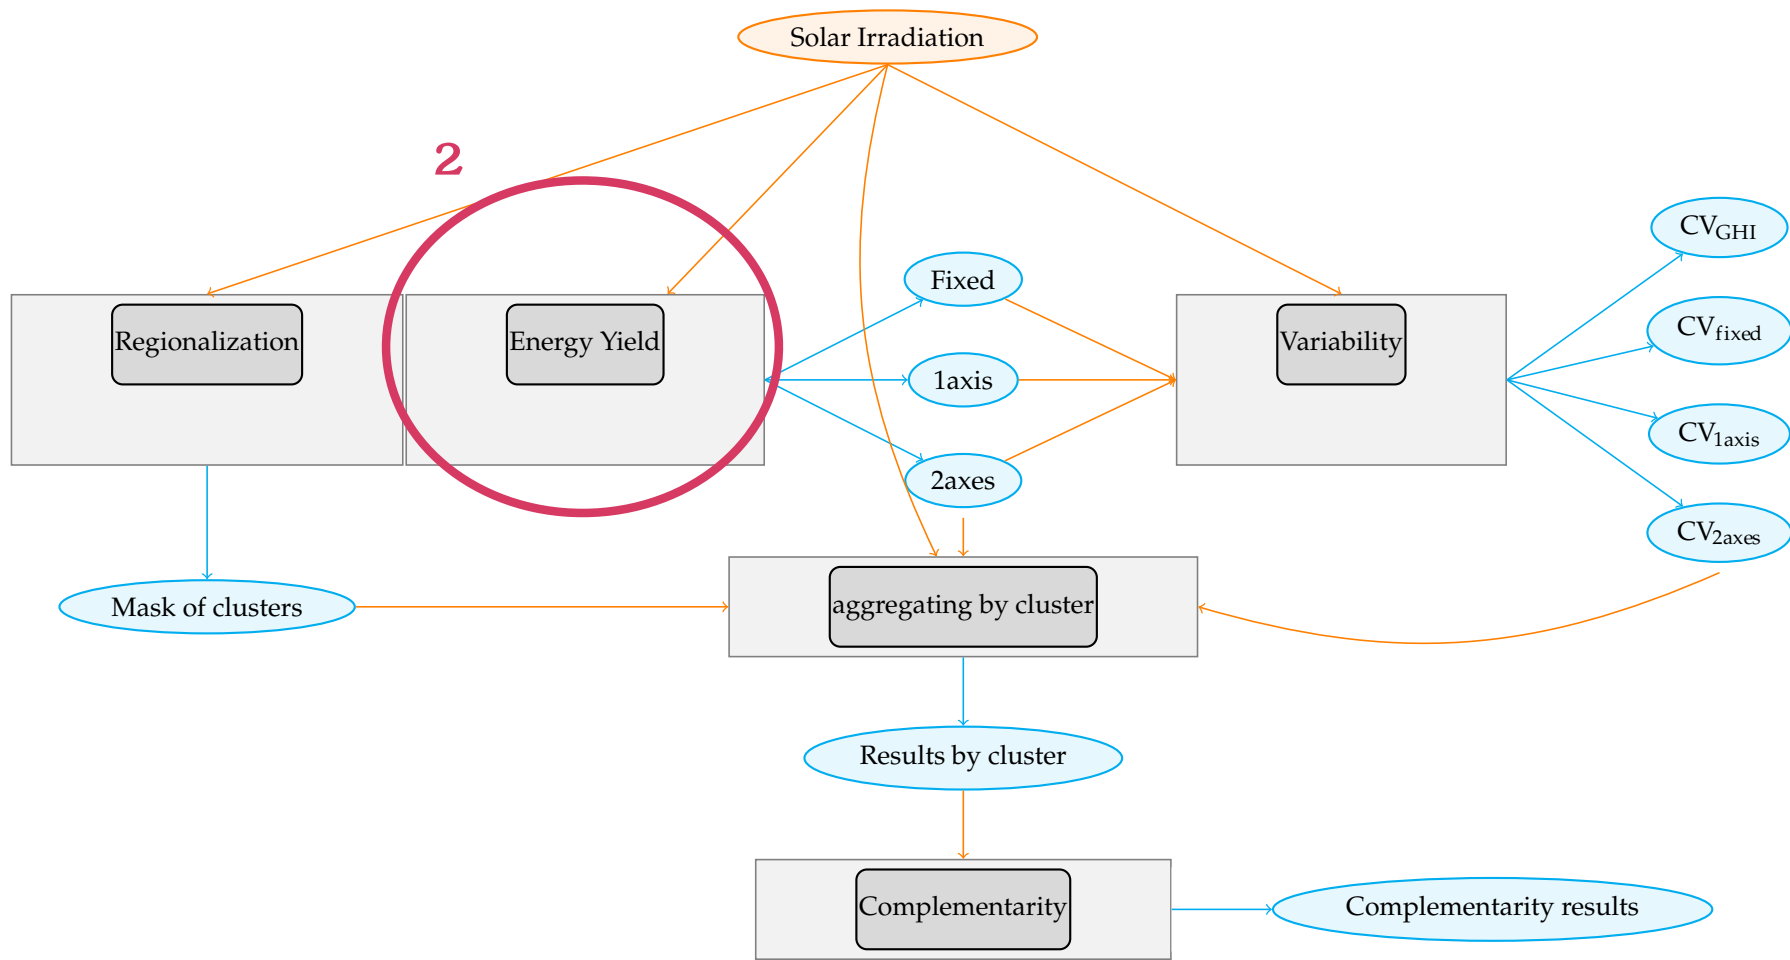 Solar Irradiation
2
Regionalization
Energy Yield
Fixed
1axis
2axes
Variability
CVGHI
CVfixed
CV1axis
CV2axes
Mask of clusters
aggregating by cluster
Results by cluster
Complementarity
Complementarity results